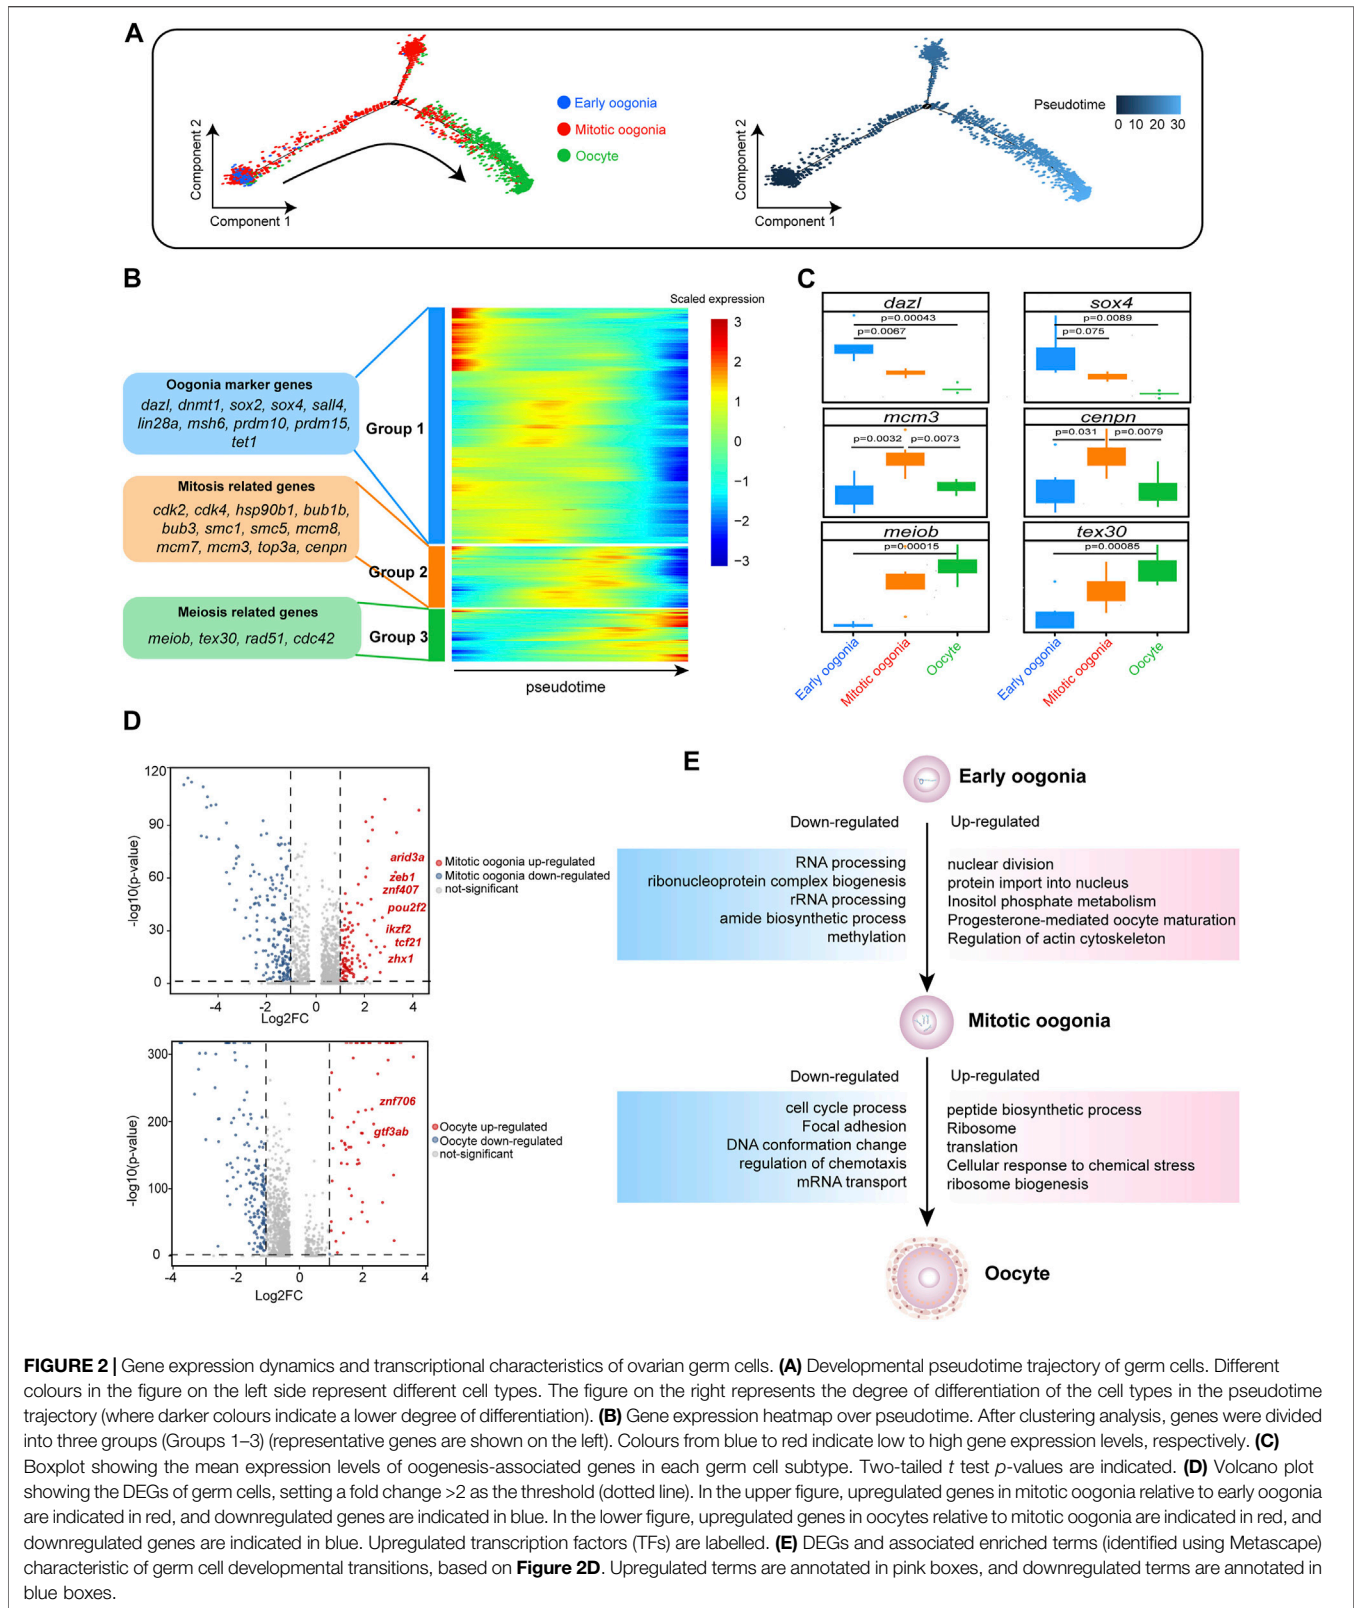 A
Component 2
Component 1
Early oogonia
Mitotic oogonia
Oocyte
Component 2
Component 1
Pseudotime
0 10 20 30
B
Oogonia marker genes
dazl, dnmt1, sox2, sox4, sall4,
lin28a, msh6, prdm10, prdm15,
tet1
Mitosis related genes
cdk2, cdk4, hsp90b1, bub1b,
bub3, smc1, smc5, mcm8,
mcm7, mcm3, top3a, cenpn
Meiosis related genes
meiob, tex30, rad51, cdc42
Group 1
Group 2
Group 3
pseudotime
Scaled expression
3
2
1
0
−1
−2
−3
C
dazl
p=0.00043
p=0.0067
sox4
p=0.0089
p=0.075
mcm3
p=0.0032 p=0.0073
cenpn
p=0.031 p=0.0079
meiob
p=0.00015
tex30
p=0.00085
Early oogonia
Mitotic oogonia
Oocyte
Early oogonia
Mitotic oogonia
Oocyte
D
-log10(p-value)
120
90
60
30
0
-4 -2 0 2 4
Log2FC
arid3a
zeb1
znf407
pou2f2
ikzf2
tcf21
zhx1
Mitotic oogonia up-regulated
Mitotic oogonia down-regulated
not-significant
-log10(p-value)
300
200
100
0
-4 -2 0 2 4
Log2FC
znf706
gtf3ab
Oocyte up-regulated
Oocyte down-regulated
not-significant
E
Early oogonia
Down-regulated
Up-regulated
RNA processing
ribonucleoprotein complex biogenesis
rRNA processing
amide biosynthetic process
methylation
nuclear division
protein import into nucleus
Inositol phosphate metabolism
Progesterone-mediated oocyte maturation
Regulation of actin cytoskeleton
Mitotic oogonia
Down-regulated
Up-regulated
cell cycle process
Focal adhesion
DNA conformation change
regulation of chemotaxis
mRNA transport
peptide biosynthetic process
Ribosome
translation
Cellular response to chemical stress
ribosome biogenesis
Oocyte
FIGURE 2 | Gene expression dynamics and transcriptional characteristics of ovarian germ cells. (A) Developmental pseudotime trajectory of germ cells. Different
colours in the figure on the left side represent different cell types. The figure on the right represents the degree of differentiation of the cell types in the pseudotime
trajectory (where darker colours indicate a lower degree of differentiation). (B) Gene expression heatmap over pseudotime. After clustering analysis, genes were divided
into three groups (Groups 1–3) (representative genes are shown on the left). Colours from blue to red indicate low to high gene expression levels, respectively. (C)
Boxplot showing the mean expression levels of oogenesis-associated genes in each germ cell subtype. Two-tailed t test p-values are indicated. (D) Volcano plot
showing the DEGs of germ cells, setting a fold change >2 as the threshold (dotted line). In the upper figure, upregulated genes in mitotic oogonia relative to early oogonia
are indicated in red, and downregulated genes are indicated in blue. In the lower figure, upregulated genes in oocytes relative to mitotic oogonia are indicated in red, and
downregulated genes are indicated in blue. Upregulated transcription factors (TFs) are labelled. (E) DEGs and associated enriched terms (identified using Metascape)
characteristic of germ cell developmental transitions, based on Figure 2D. Upregulated terms are annotated in pink boxes, and downregulated terms are annotated in
blue boxes.